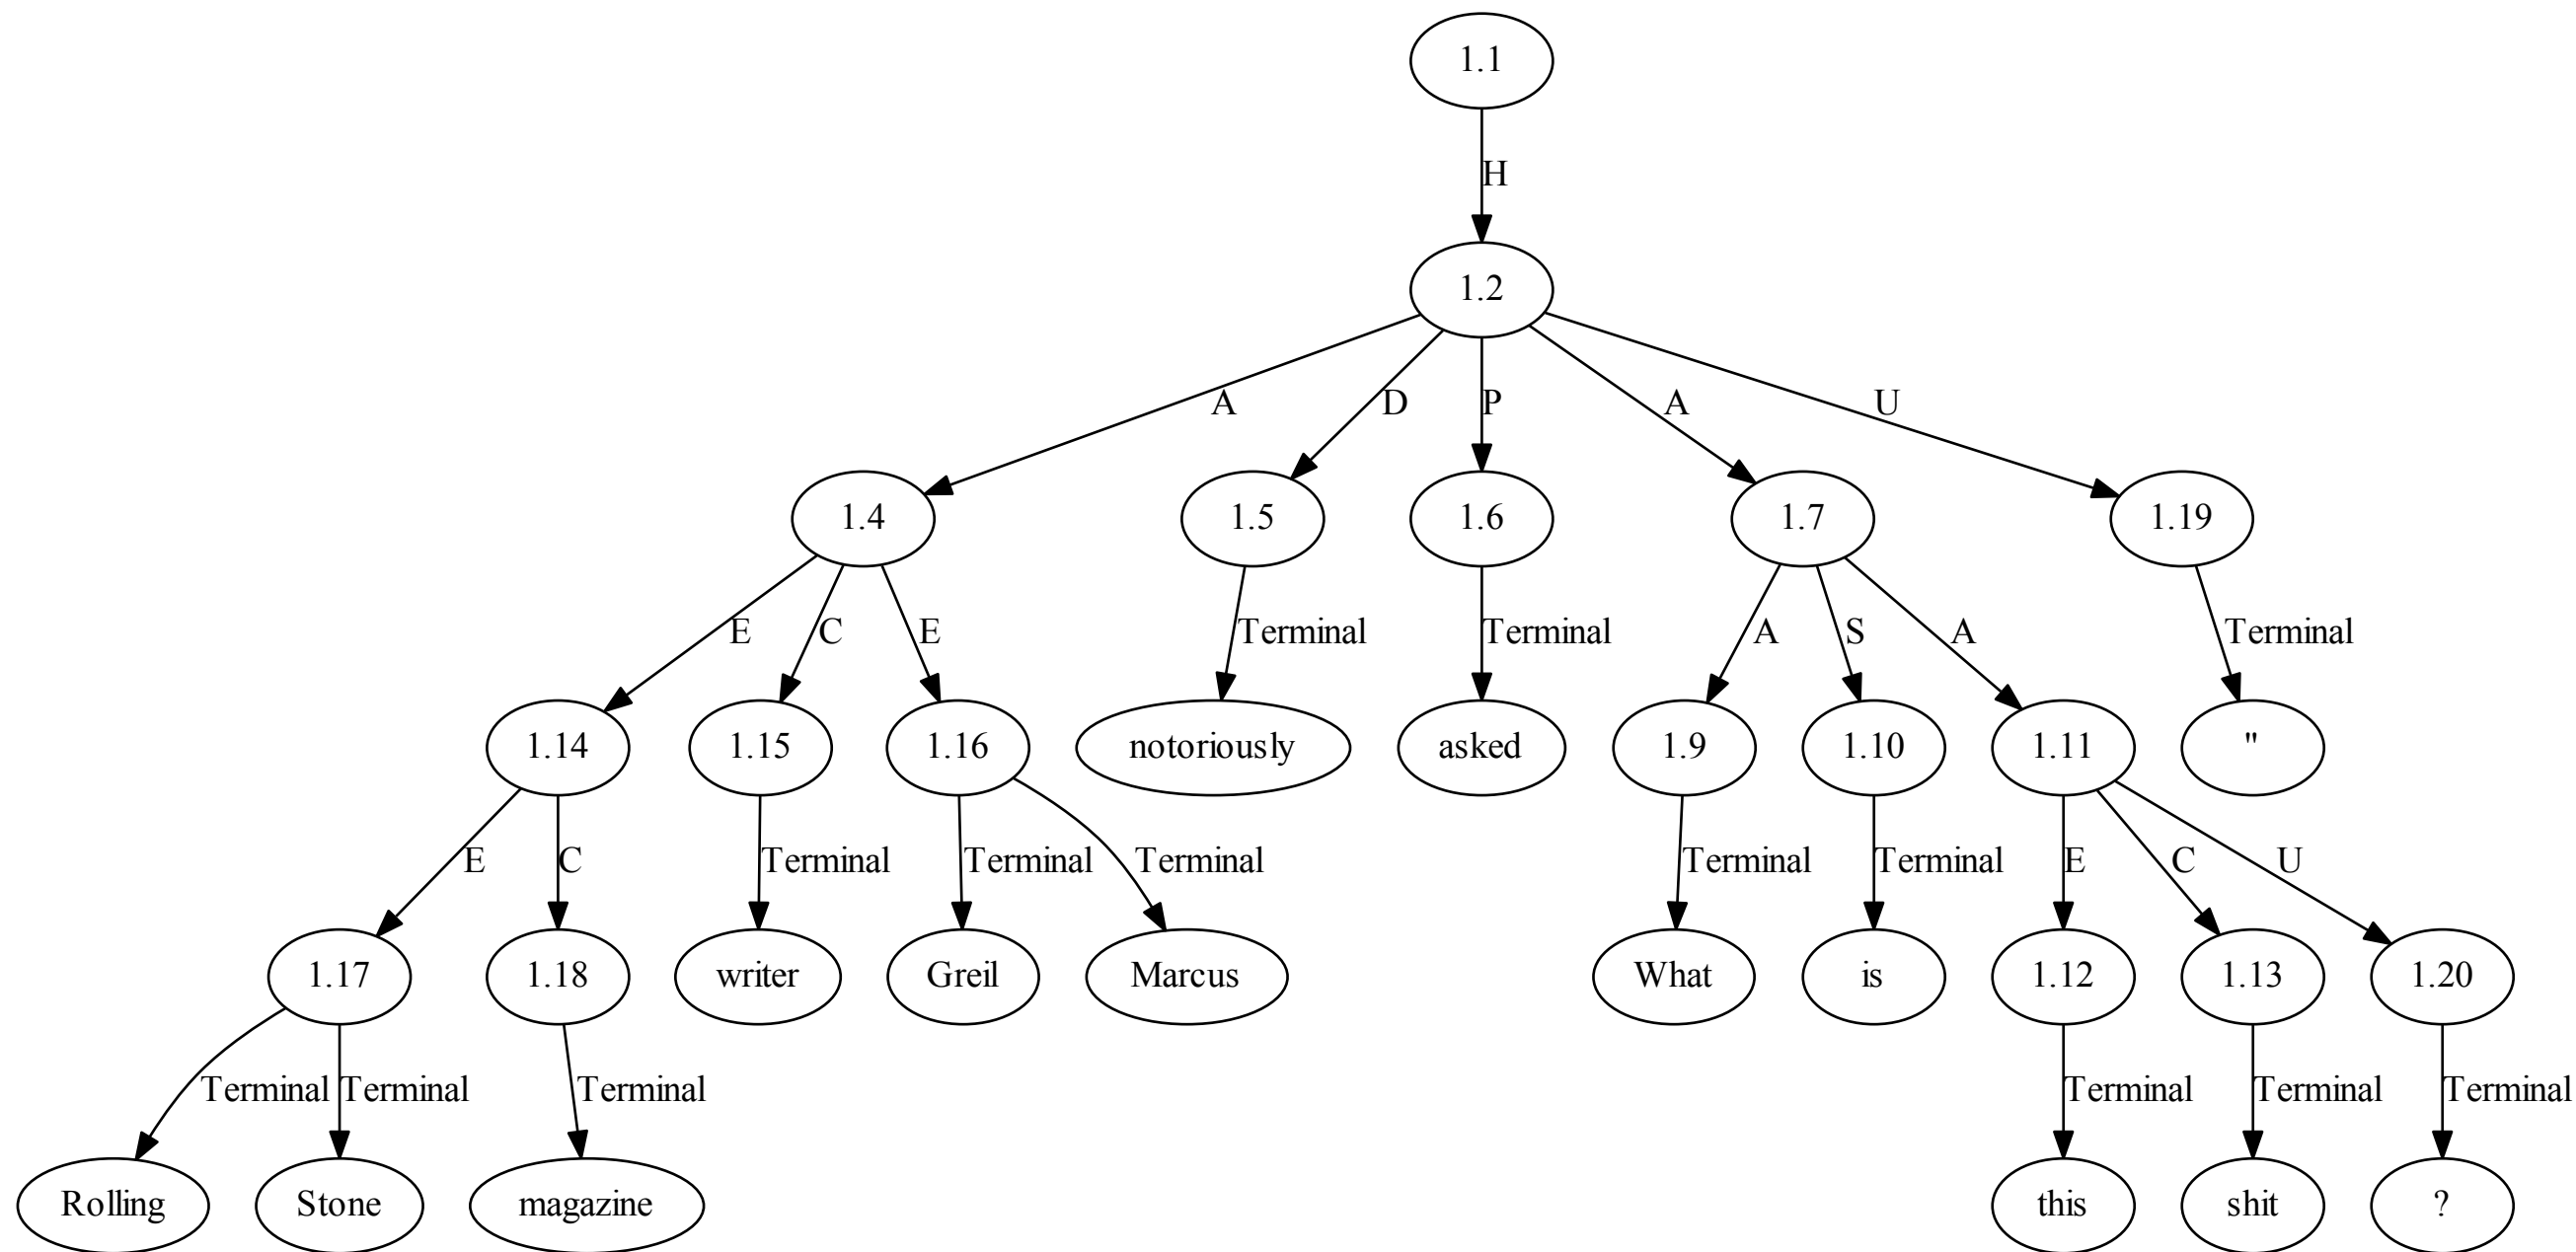 1.1
H
1.2
A D P A U
1.4 1.5 1.6 1.7 1.19
E C E Terminal Terminal A S A Terminal
1.14 1.15 1.16 notoriously asked 1.9 1.10 1.11 "
E C Terminal Terminal Terminal Terminal Terminal E C U
1.17 1.18 writer Greil Marcus What is 1.12 1.13 1.20
Terminal Terminal Terminal Terminal Terminal Terminal
Rolling Stone magazine this shit ?